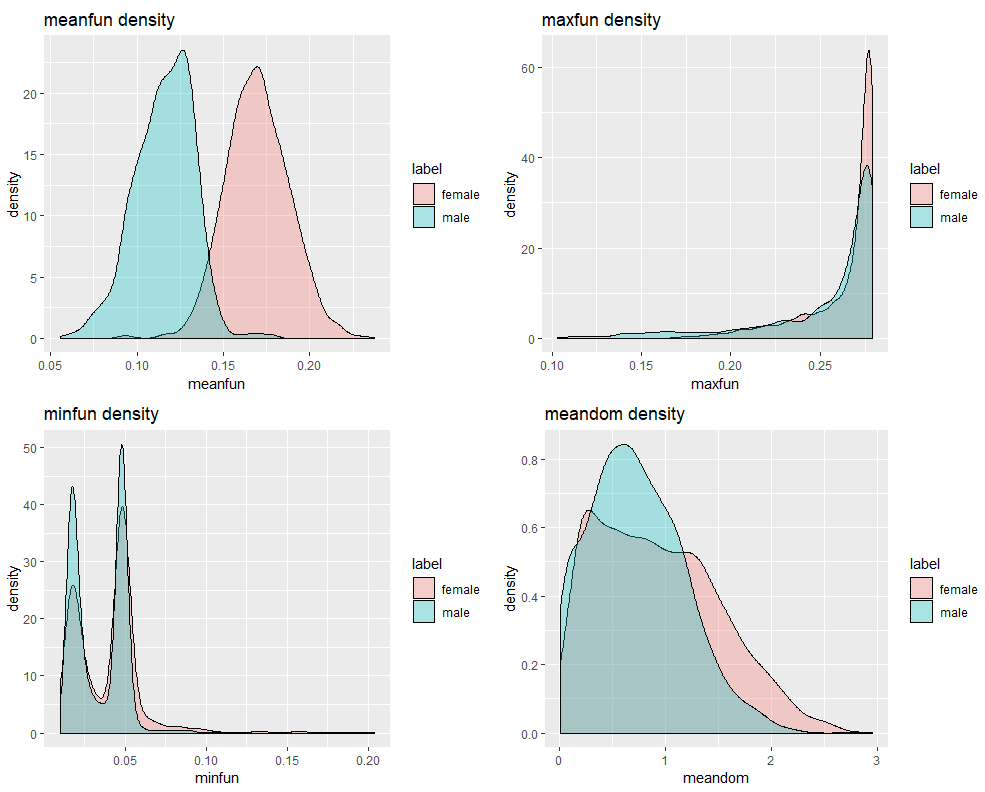 meanfun density
density
20
15
10
5
0
0.05 0.10 0.15 0.20
meanfun
label
female
male
maxfun density
density
60
40
20
0
0.10 0.15 0.20 0.25
maxfun
label
female
male
minfun density
density
50
40
30
20
10
0
0.05 0.10 0.15 0.20
minfun
label
female
male
meandom density
density
0.8
0.6
0.4
0.2
0.0
0 1 2 3
meandom
label
female
male